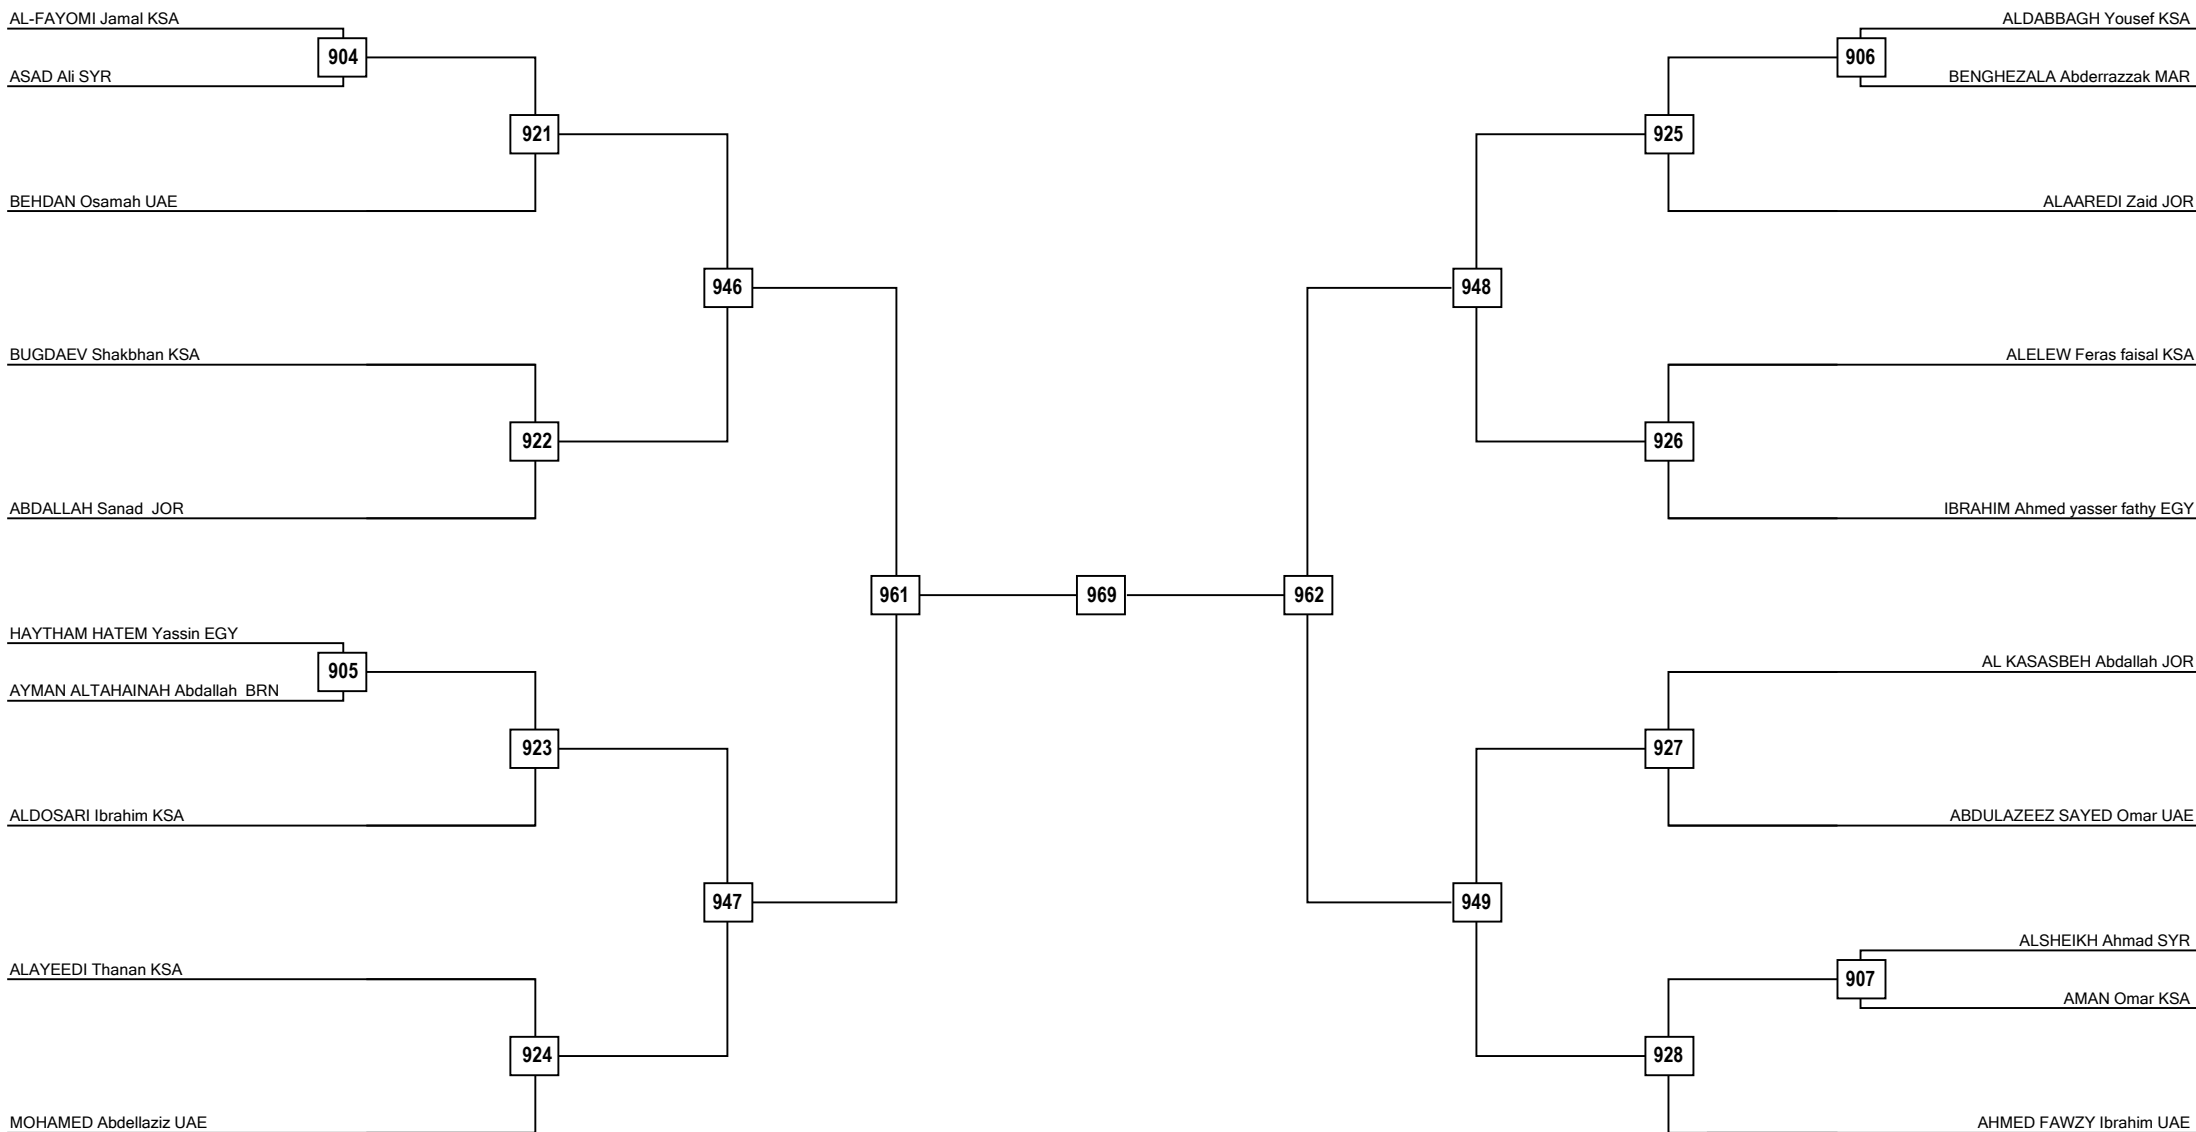 AL-FAYOMI Jamal KSA
904
ASAD Ali SYR
921
BEHDAN Osamah UAE
946
BUGDAEV Shakbhan KSA
922
ABDALLAH Sanad  JOR
961
HAYTHAM HATEM Yassin EGY
905
AYMAN ALTAHAINAH Abdallah  BRN
923
ALDOSARI Ibrahim KSA
947
ALAYEEDI Thanan KSA
924
MOHAMED Abdellaziz UAE
969
ALDABBAGH Yousef KSA
906
BENGHEZALA Abderrazzak MAR
925
ALAAREDI Zaid JOR
948
ALELEW Feras faisal KSA
926
IBRAHIM Ahmed yasser fathy EGY
962
AL KASASBEH Abdallah JOR
927
ABDULAZEEZ SAYED Omar UAE
949
ALSHEIKH Ahmad SYR
907
AMAN Omar KSA
928
AHMED FAWZY Ibrahim UAE